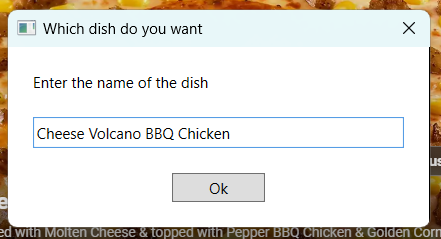 Which dish do you want
Enter the name of the dish
Cheese Volcano BBQ Chicken
us
e
Ok
ed with Molten Cheese & topped with Pepper BBQ Chicken & Golden Corn